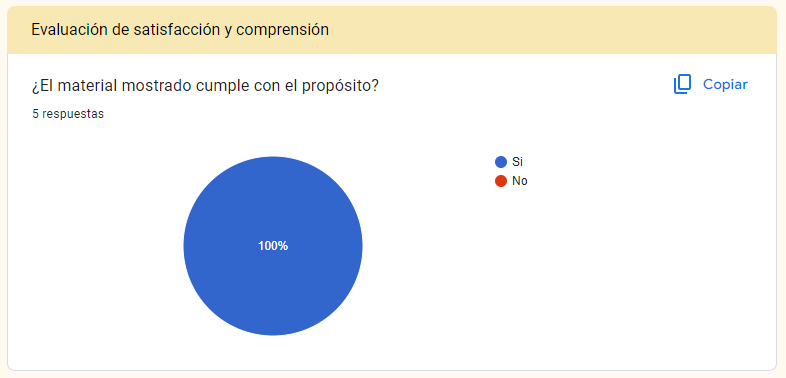 Evaluación de satisfacción y comprensión
¿El material mostrado cumple con el propósito?
Copiar
5 respuestas
Si
No
100%